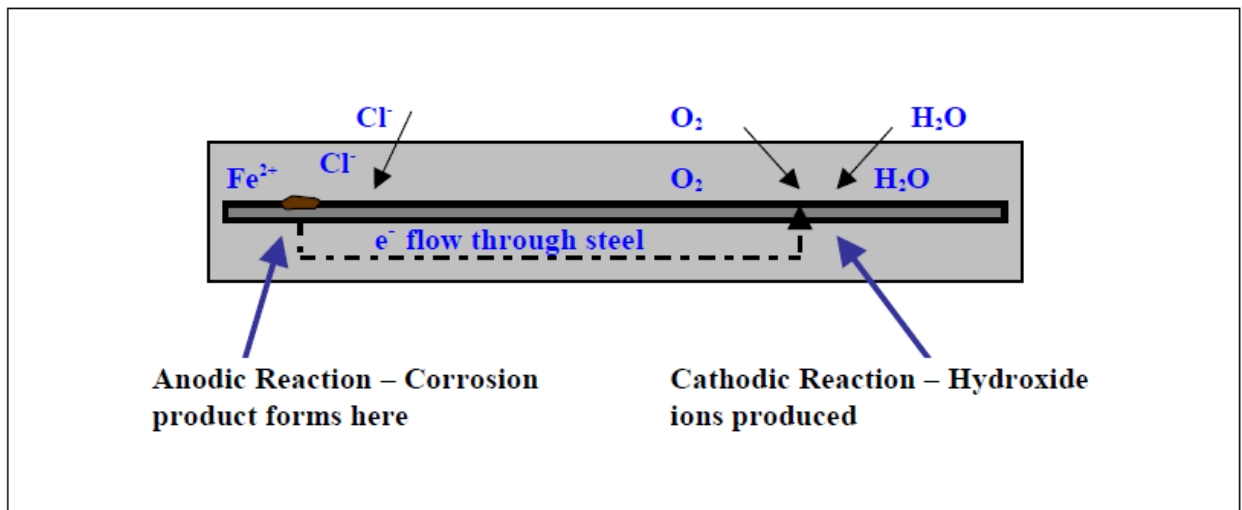 Cl⁻ O₂ H₂O
Fe²⁺ Cl⁻ O₂ H₂O
e⁻ flow through steel
Anodic Reaction – Corrosion
product forms here
Cathodic Reaction – Hydroxide
ions produced